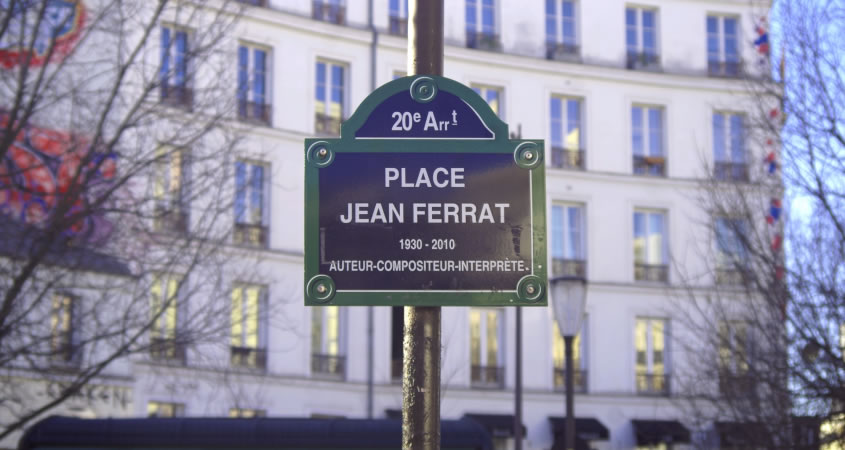 20e Arrt
PLACE
JEAN FERRAT
1930 - 2010
AUTEUR-COMPOSITEUR-INTERPRÈTE